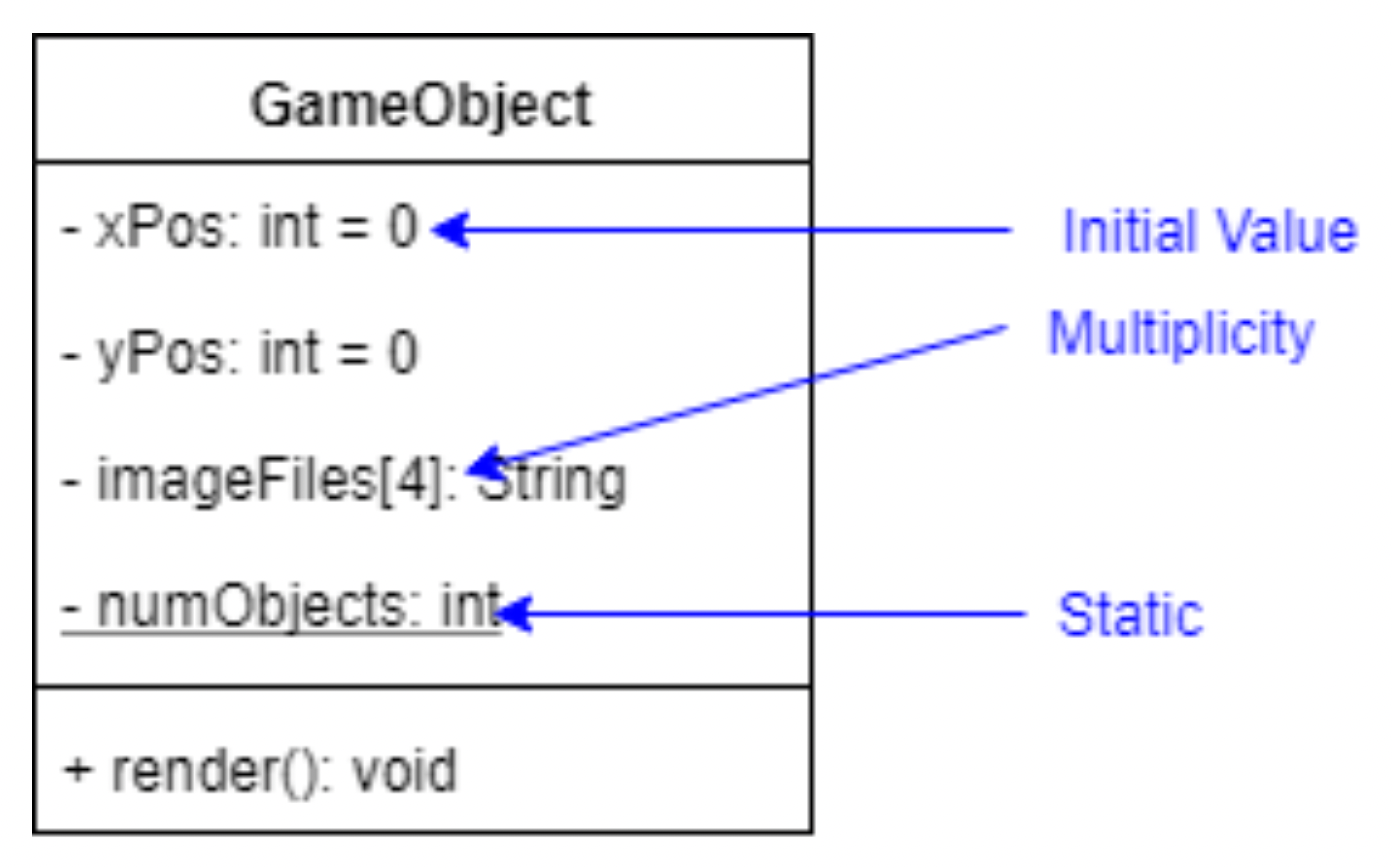 GameObject
- xPos: int = 0
Initial Value
- yPos: int = 0
Multiplicity
- imageFiles[4]: String
- numObjects: int
Static
+ render(): void